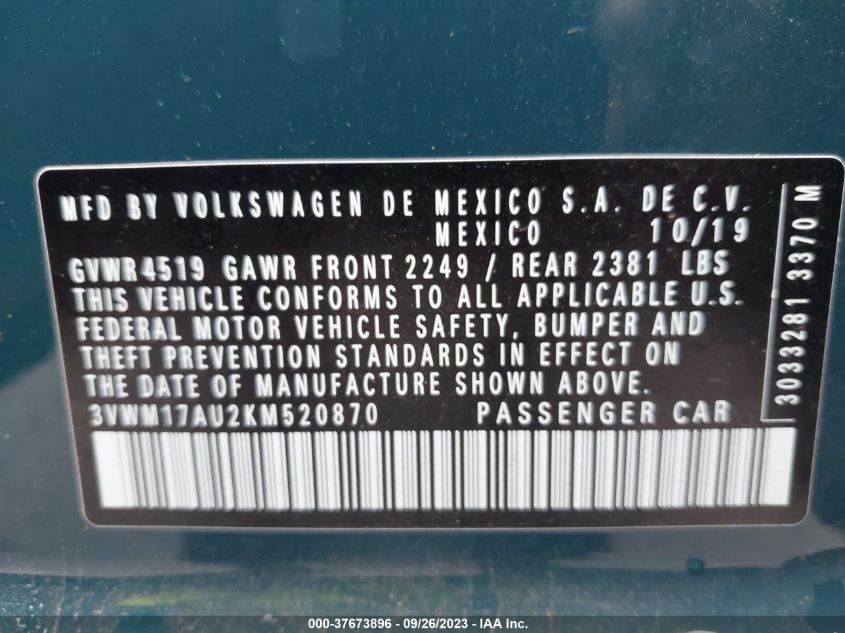 MFD BY VOLKSWAGEN DE MEXICO S.A. DE C.V.
MEXICO 10/19
GVWR4519 GAWR FRONT 2249 / REAR 2381 LBS
THIS VEHICLE CONFORMS TO ALL APPLICABLE U.S.
FEDERAL MOTOR VEHICLE SAFETY, BUMPER AND
THEFT PREVENTION STANDARDS IN EFFECT ON
THE DATE OF MANUFACTURE SHOWN ABOVE.
3VWM17AU2KM520870 PASSENGER CAR
3033281 3370 M
000-37673896 - 09/26/2023 - IAA Inc.